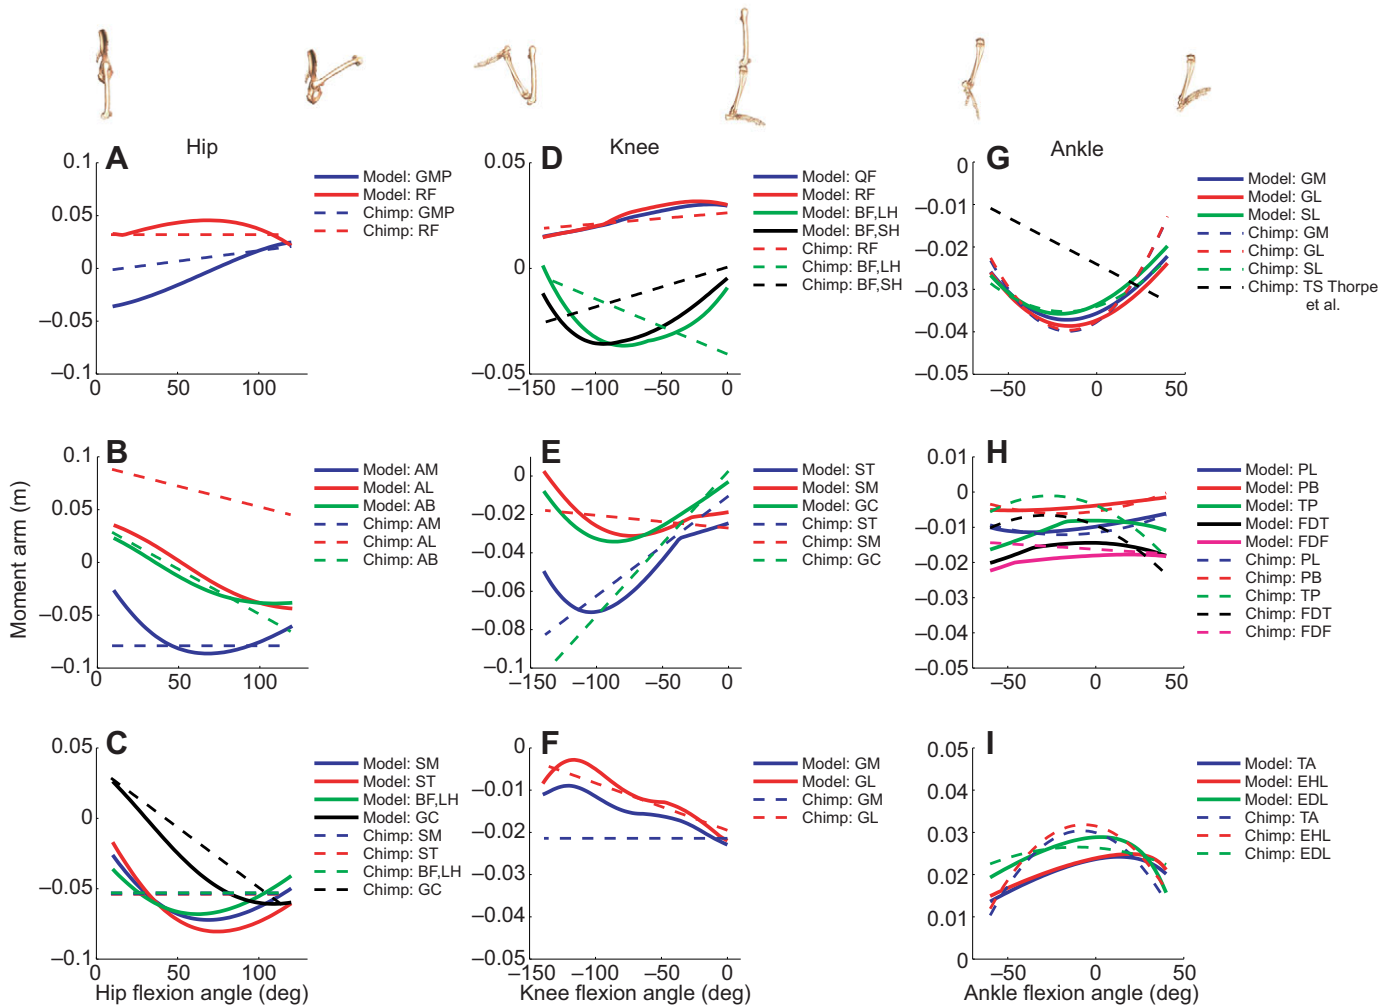 A
Hip
0.1
0.05
0
−0.05
−0.1
0
50
100
Model: GMP
Model: RF
Chimp: GMP
Chimp: RF
D
Knee
0.05
0
0.05
−150
−100
−50
0
Model: QF
Model: RF
Model: BF,LH
Model: BF,SH
Chimp: RF
Chimp: BF,LH
Chimp: BF,SH
G
Ankle
0
−0.01
−0.02
−0.03
−0.04
−0.05
−50
0
50
Model: GM
Model: GL
Model: SL
Chimp: GM
Chimp: GL
Chimp: SL
Chimp: TS Thorpe
et al.
Moment arm (m)
B
0.1
0.05
0
−0.05
−0.1
0
50
100
Model: AM
Model: AL
Model: AB
Chimp: AM
Chimp: AL
Chimp: AB
E
0
−0.02
−0.04
−0.06
−0.08
−0.1
−150
−100
−50
0
Model: ST
Model: SM
Model: GC
Chimp: ST
Chimp: SM
Chimp: GC
H
0.01
0
−0.01
−0.02
−0.03
−0.04
−0.05
−50
0
50
Model: PL
Model: PB
Model: TP
Model: FDT
Model: FDF
Chimp: PL
Chimp: PB
Chimp: TP
Chimp: FDT
Chimp: FDF
C
0.05
0
−0.05
−0.1
0
50
100
Hip flexion angle (deg)
Model: SM
Model: ST
Model: BF,LH
Model: GC
Chimp: SM
Chimp: ST
Chimp: BF,LH
Chimp: GC
F
0
−0.01
−0.02
−0.03
−0.04
−0.05
−150
−100
−50
0
Knee flexion angle (deg)
Model: GM
Model: GL
Chimp: GM
Chimp: GL
I
0.05
0.04
0.03
0.02
0.01
0
−50
0
50
Ankle flexion angle (deg)
Model: TA
Model: EHL
Model: EDL
Chimp: TA
Chimp: EHL
Chimp: EDL